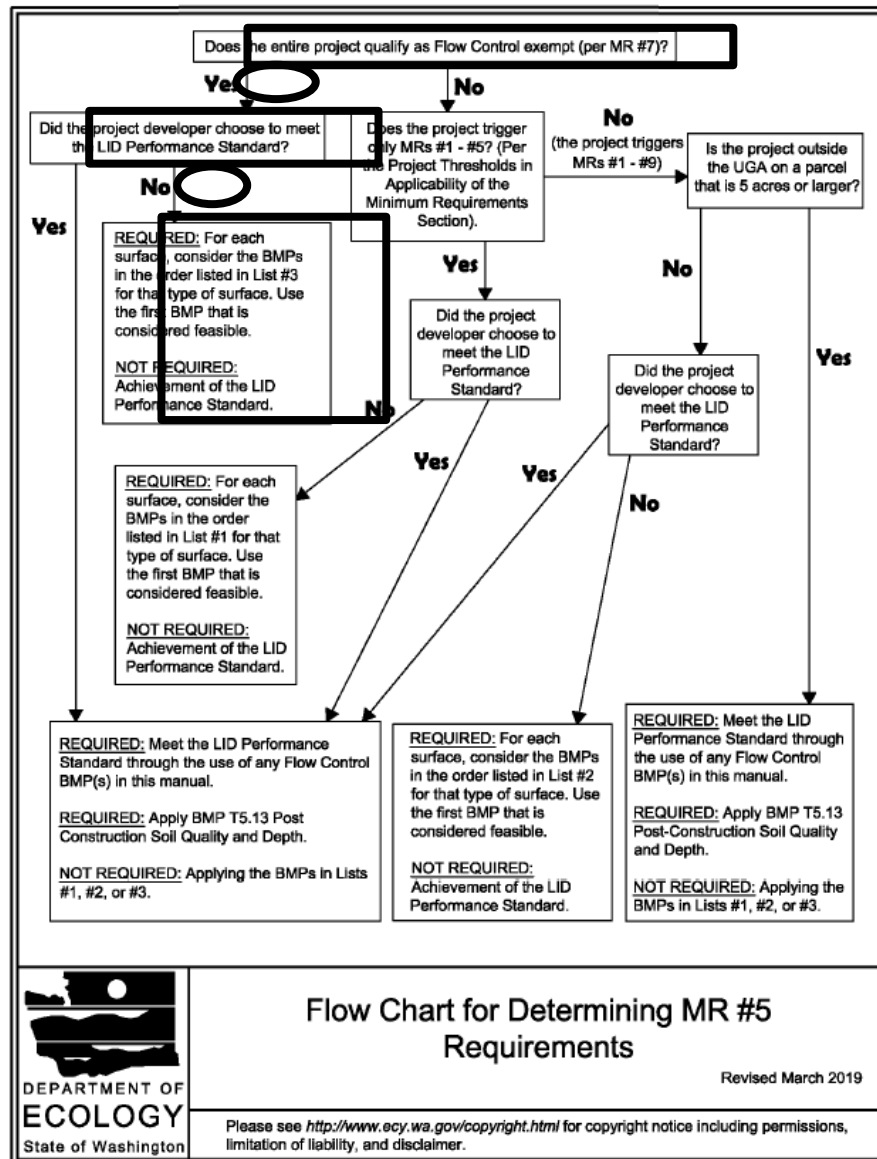 Does the entire project qualify as Flow Control exempt (per MR #7)?
Yes
No
Did the project developer choose to meet
the LID Performance Standard?
Does the project trigger
only MRs #1 - #5? (Per
the Project Thresholds in
Applicability of the
Minimum Requirements
Section).
No
(the project triggers
MRs #1 - #9)
Is the project outside
the UGA on a parcel
that is 5 acres or larger?
No
Yes
REQUIRED: For each
surface, consider the BMPs
in the order listed in List #3
for that type of surface. Use
the first BMP that is
considered feasible.
NOT REQUIRED:
Achievement of the LID
Performance Standard.
Yes
No
Did the project
developer choose to
meet the LID
Performance
Standard?
Yes
Did the project
developer choose to
meet the LID
Performance
Standard?
No
Yes
Yes
No
REQUIRED: For each
surface, consider the
BMPs in the order
listed in List #1 for that
type of surface. Use
the first BMP that is
considered feasible.
NOT REQUIRED:
Achievement of the LID
Performance Standard.
REQUIRED: Meet the LID Performance
Standard through the use of any Flow Control
BMP(s) in this manual.
REQUIRED: Apply BMP T5.13 Post
Construction Soil Quality and Depth.
NOT REQUIRED: Applying the BMPs in Lists
#1, #2, or #3.
REQUIRED: For each
surface, consider the BMPs
in the order listed in List #2
for that type of surface. Use
the first BMP that is
considered feasible.
NOT REQUIRED:
Achievement of the LID
Performance Standard.
REQUIRED: Meet the LID
Performance Standard through
the use of any Flow Control
BMP(s) in this manual.
REQUIRED: Apply BMP T5.13
Post-Construction Soil Quality
and Depth.
NOT REQUIRED: Applying the
BMPs in Lists #1, #2, or #3.
DEPARTMENT OF
ECOLOGY
State of Washington
Flow Chart for Determining MR #5
Requirements
Revised March 2019
Please see http://www.ecy.wa.gov/copyright.html for copyright notice including permissions,
limitation of liability, and disclaimer.